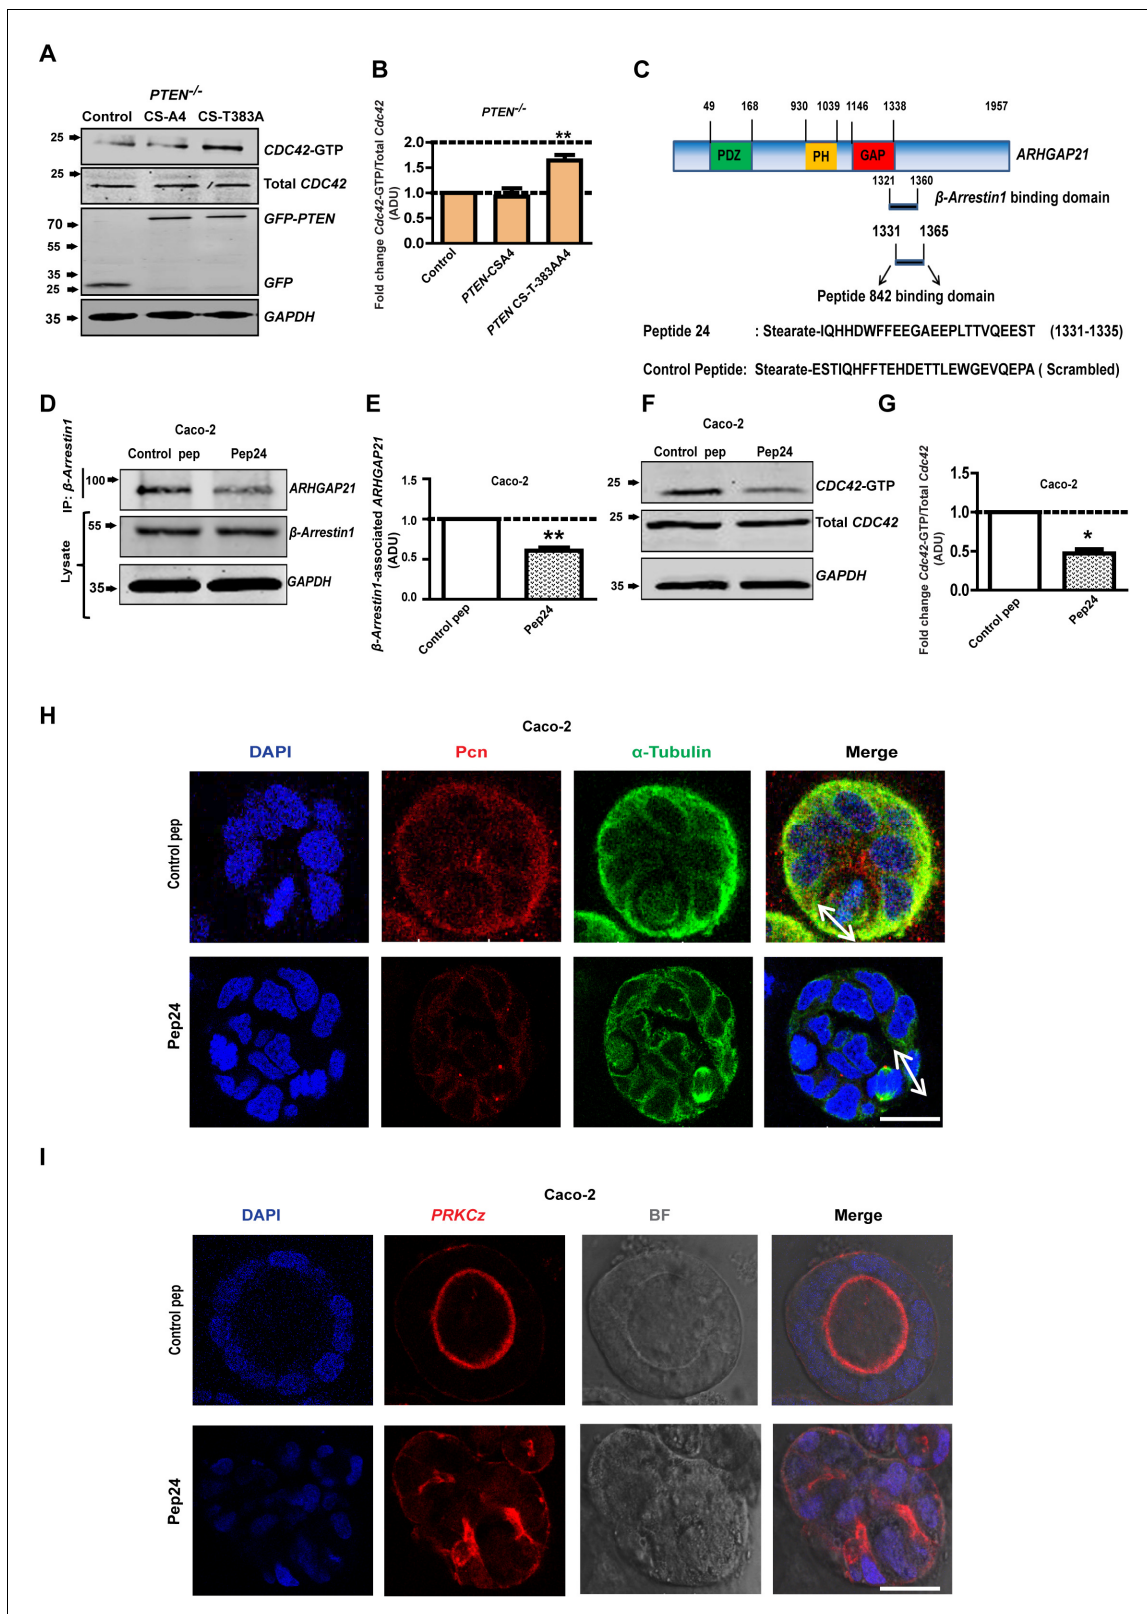 A
PTEN-/-
Control CS-A4 CS-T383A
25
CDC42-GTP
25
Total CDC42
GFP-PTEN
70
55
35
25
GFP
35
GAPDH
B
PTEN-/-
Fold change Cdc42-GTP/Total Cdc42
(ADU)
2.0
1.5
1.0
0.5
0.0
**
Control
PTEN-CSA4
PTEN CS-T-383AA4
C
49 168 930 1039 1146 1338 1957
PDZ PH GAP
ARHGAP21
1321 1360
β-Arrestin1 binding domain
1331 1365
Peptide 842 binding domain
Peptide 24 : Stearate-IQHHDWFFEEGAEEPLTTVQEEST (1331-1335)
Control Peptide: Stearate-ESTIQHFFTEHDETTLEWGEVQEPA ( Scrambled)
D
Caco-2
Control pep Pep24
IP: β-Arrestin1
100
ARHGAP21
Lysate
55
β-Arrestin1
35
GAPDH
E
Caco-2
β-Arrestin1-associated ARHGAP21
(ADU)
1.5
1.0
0.5
0.0
**
Control pep
Pep24
F
Caco-2
Control pep Pep24
25
CDC42-GTP
25
Total CDC42
35
GAPDH
G
Caco-2
Fold change Cdc42-GTP/Total Cdc42
(ADU)
1.5
1.0
0.5
0.0
*
Control pep
Pep24
H
Caco-2
DAPI Pcn α-Tubulin Merge
Control pep
Pep24
I
Caco-2
DAPI PRKCz BF Merge
Control pep
Pep24